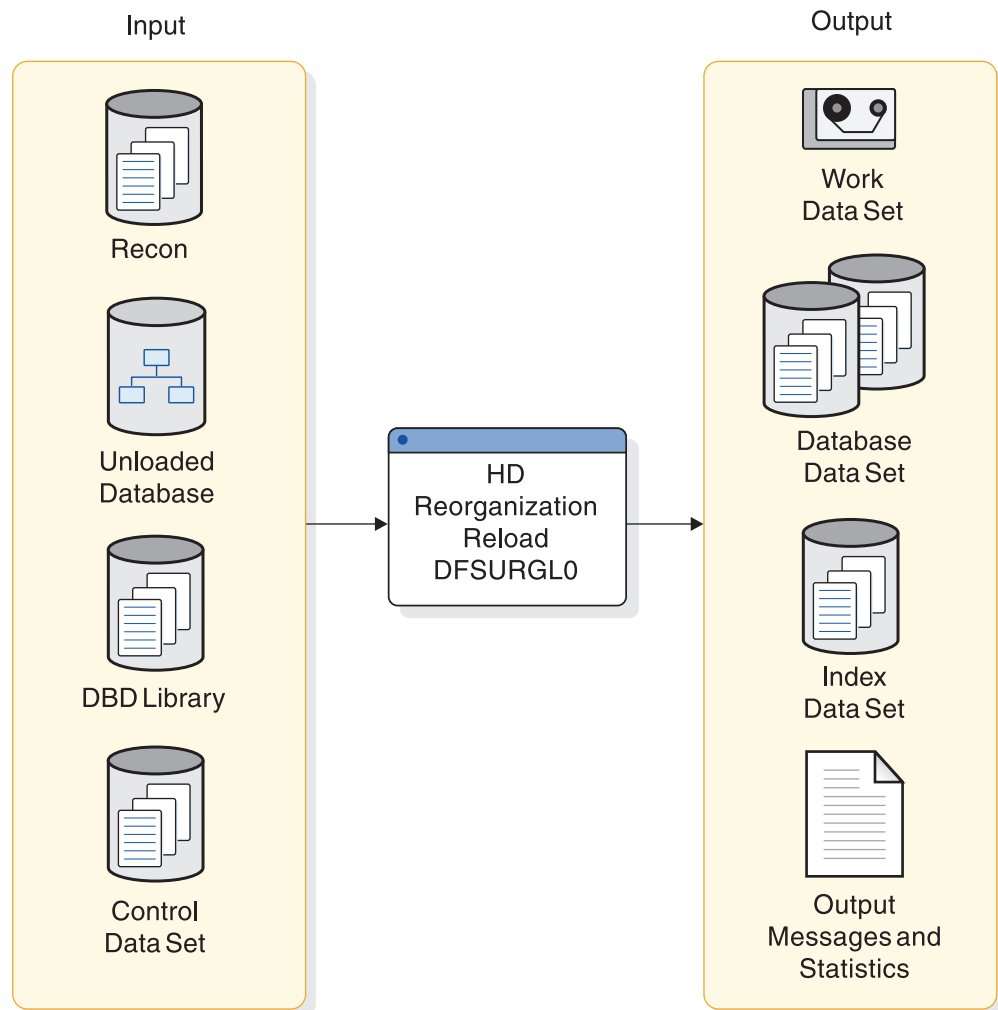 Input
Recon
Unloaded
Database
DBD Library
Control
Data Set
HD
Reorganization
Reload
DFSURGL0
Output
Work
Data Set
Database
Data Set
Index
Data Set
Output
Messages and
Statistics